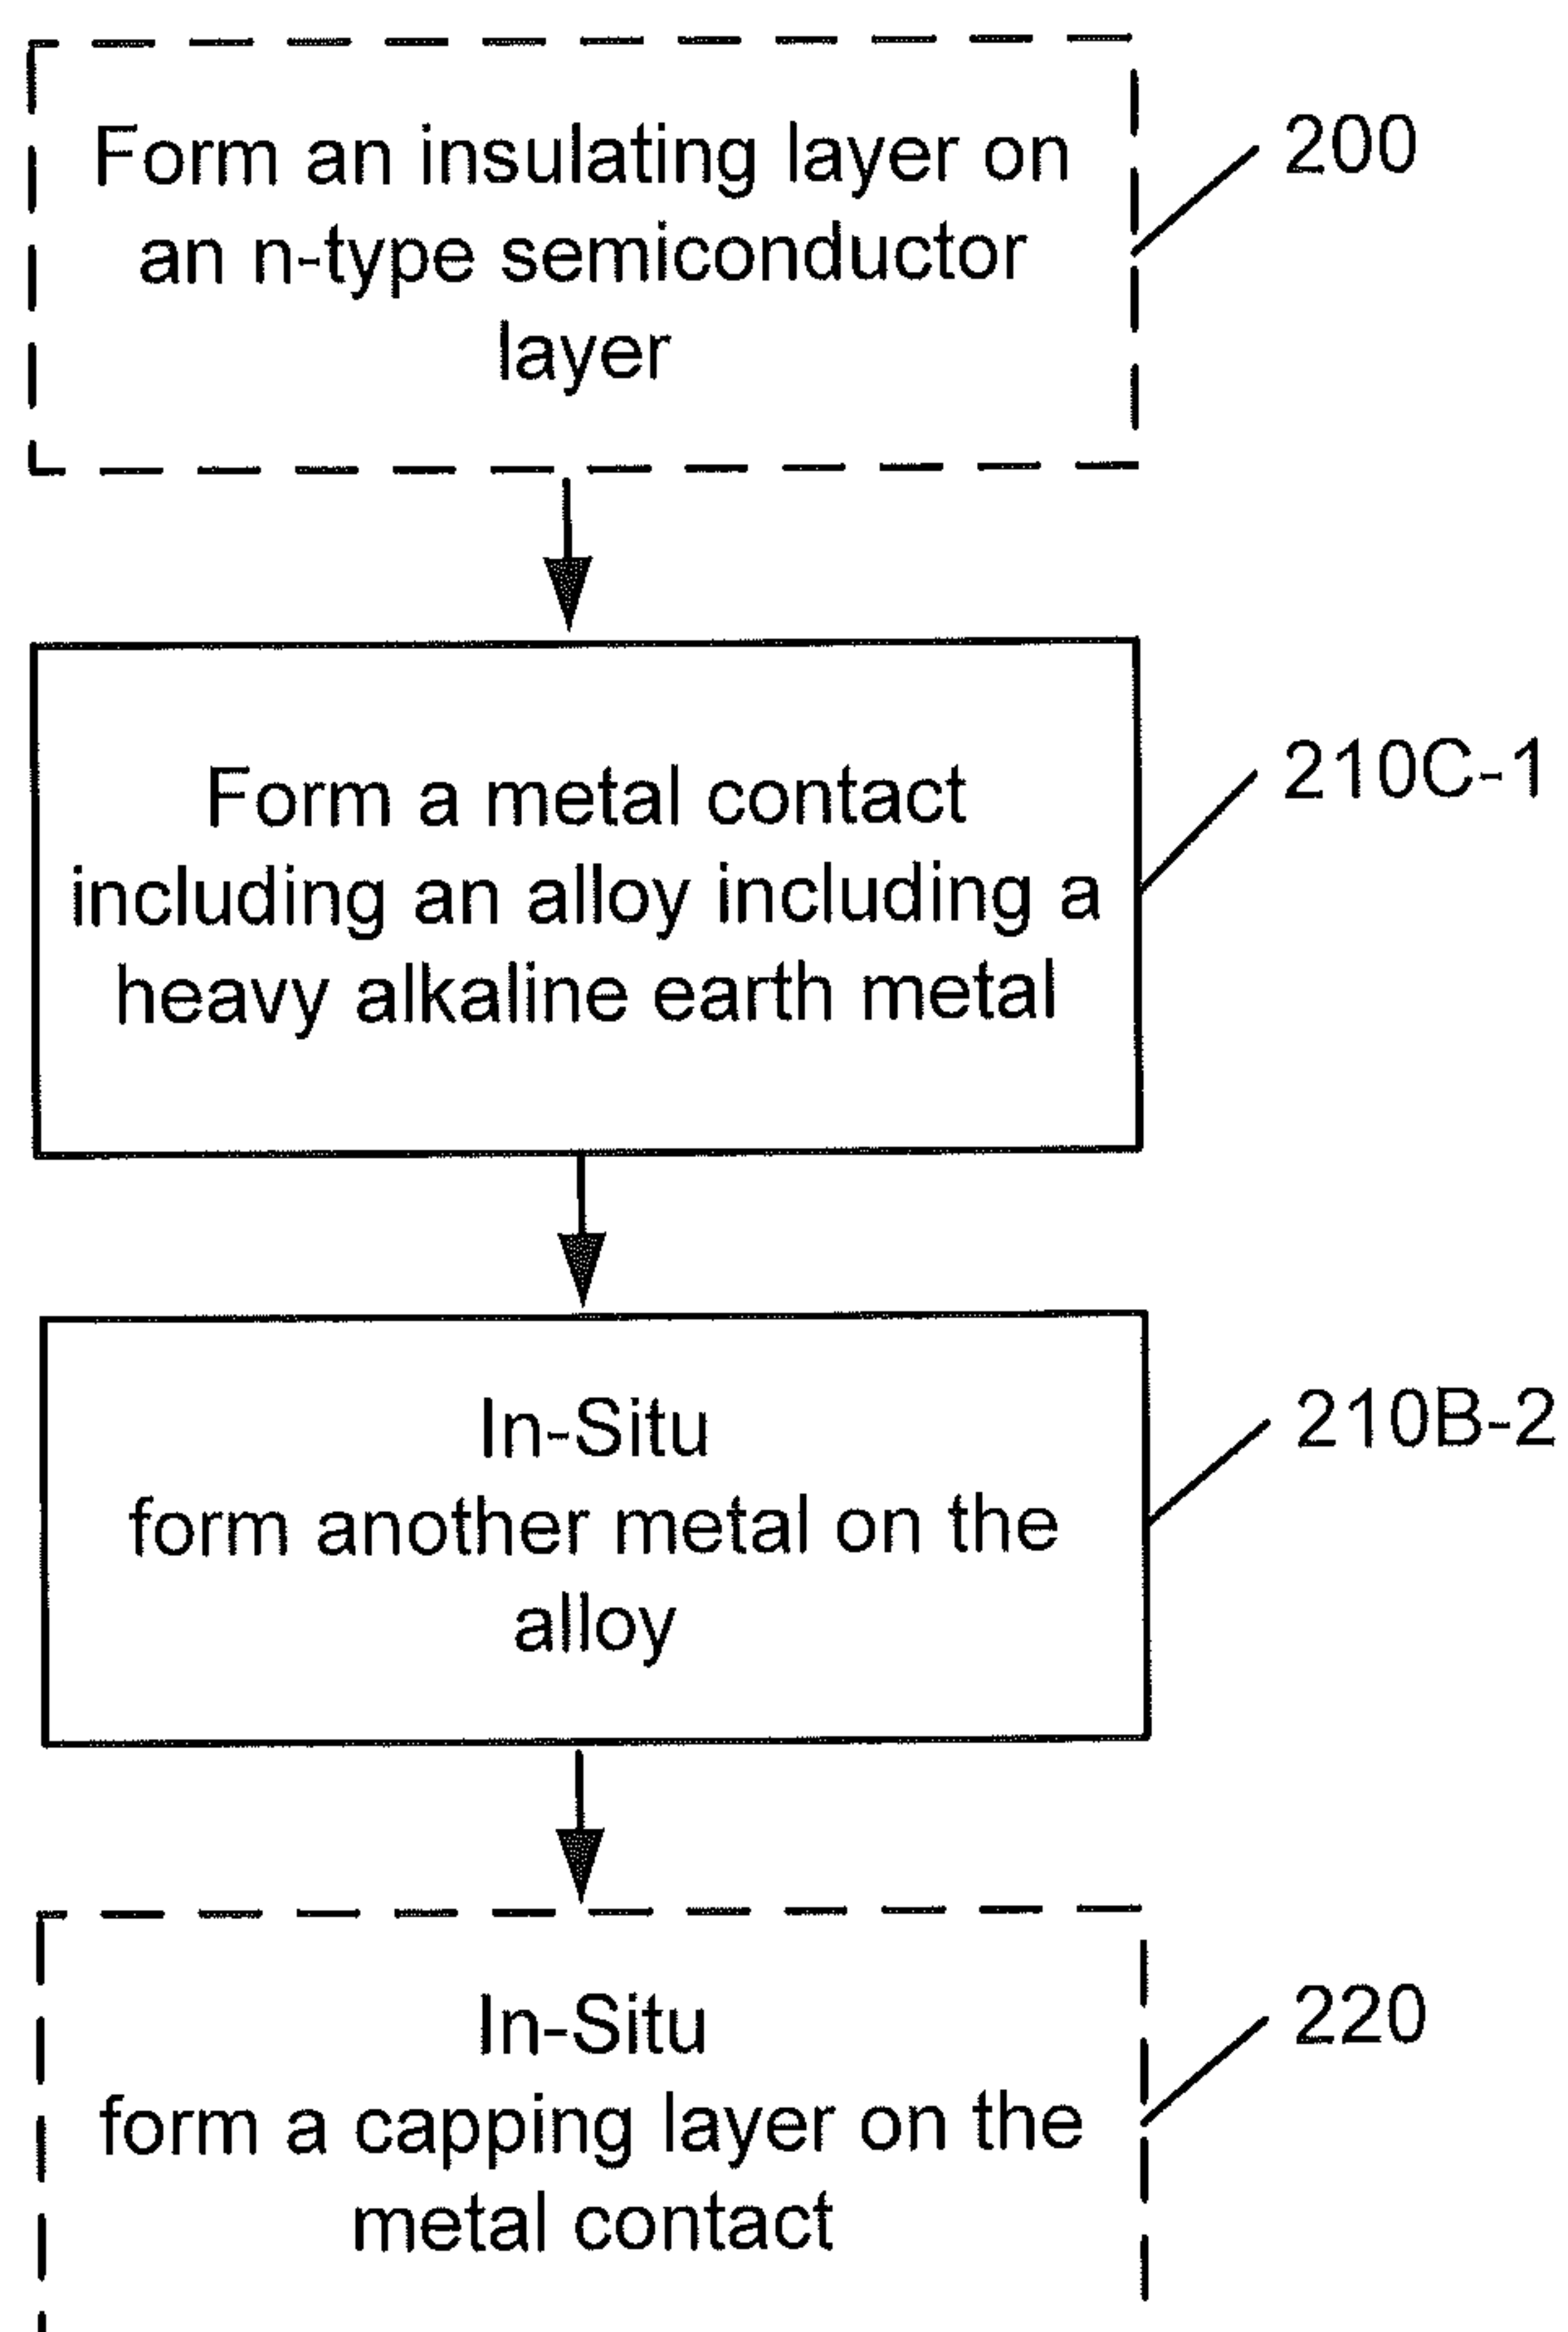 Form an insulating layer on
an n-type semiconductor
layer
200
Form a metal contact
including an alloy including a
heavy alkaline earth metal
210C-1
In-Situ
form another metal on the
alloy
210B-2
In-Situ
form a capping layer on the
metal contact
220